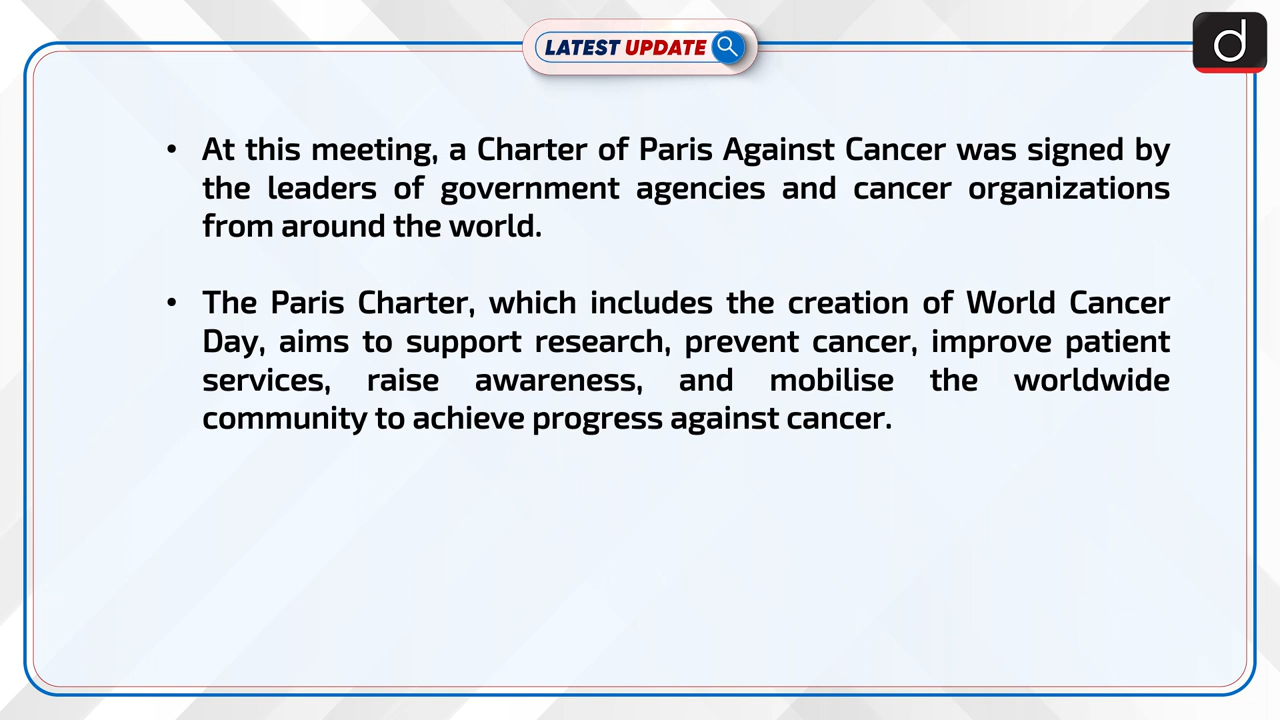 LATEST UPDATE
d
• At this meeting, a Charter of Paris Against Cancer was signed by
the leaders of government agencies and cancer organizations
from around the world.
• The Paris Charter, which includes the creation of World Cancer
Day, aims to support research, prevent cancer, improve patient
services, raise awareness, and mobilise the worldwide
community to achieve progress against cancer.